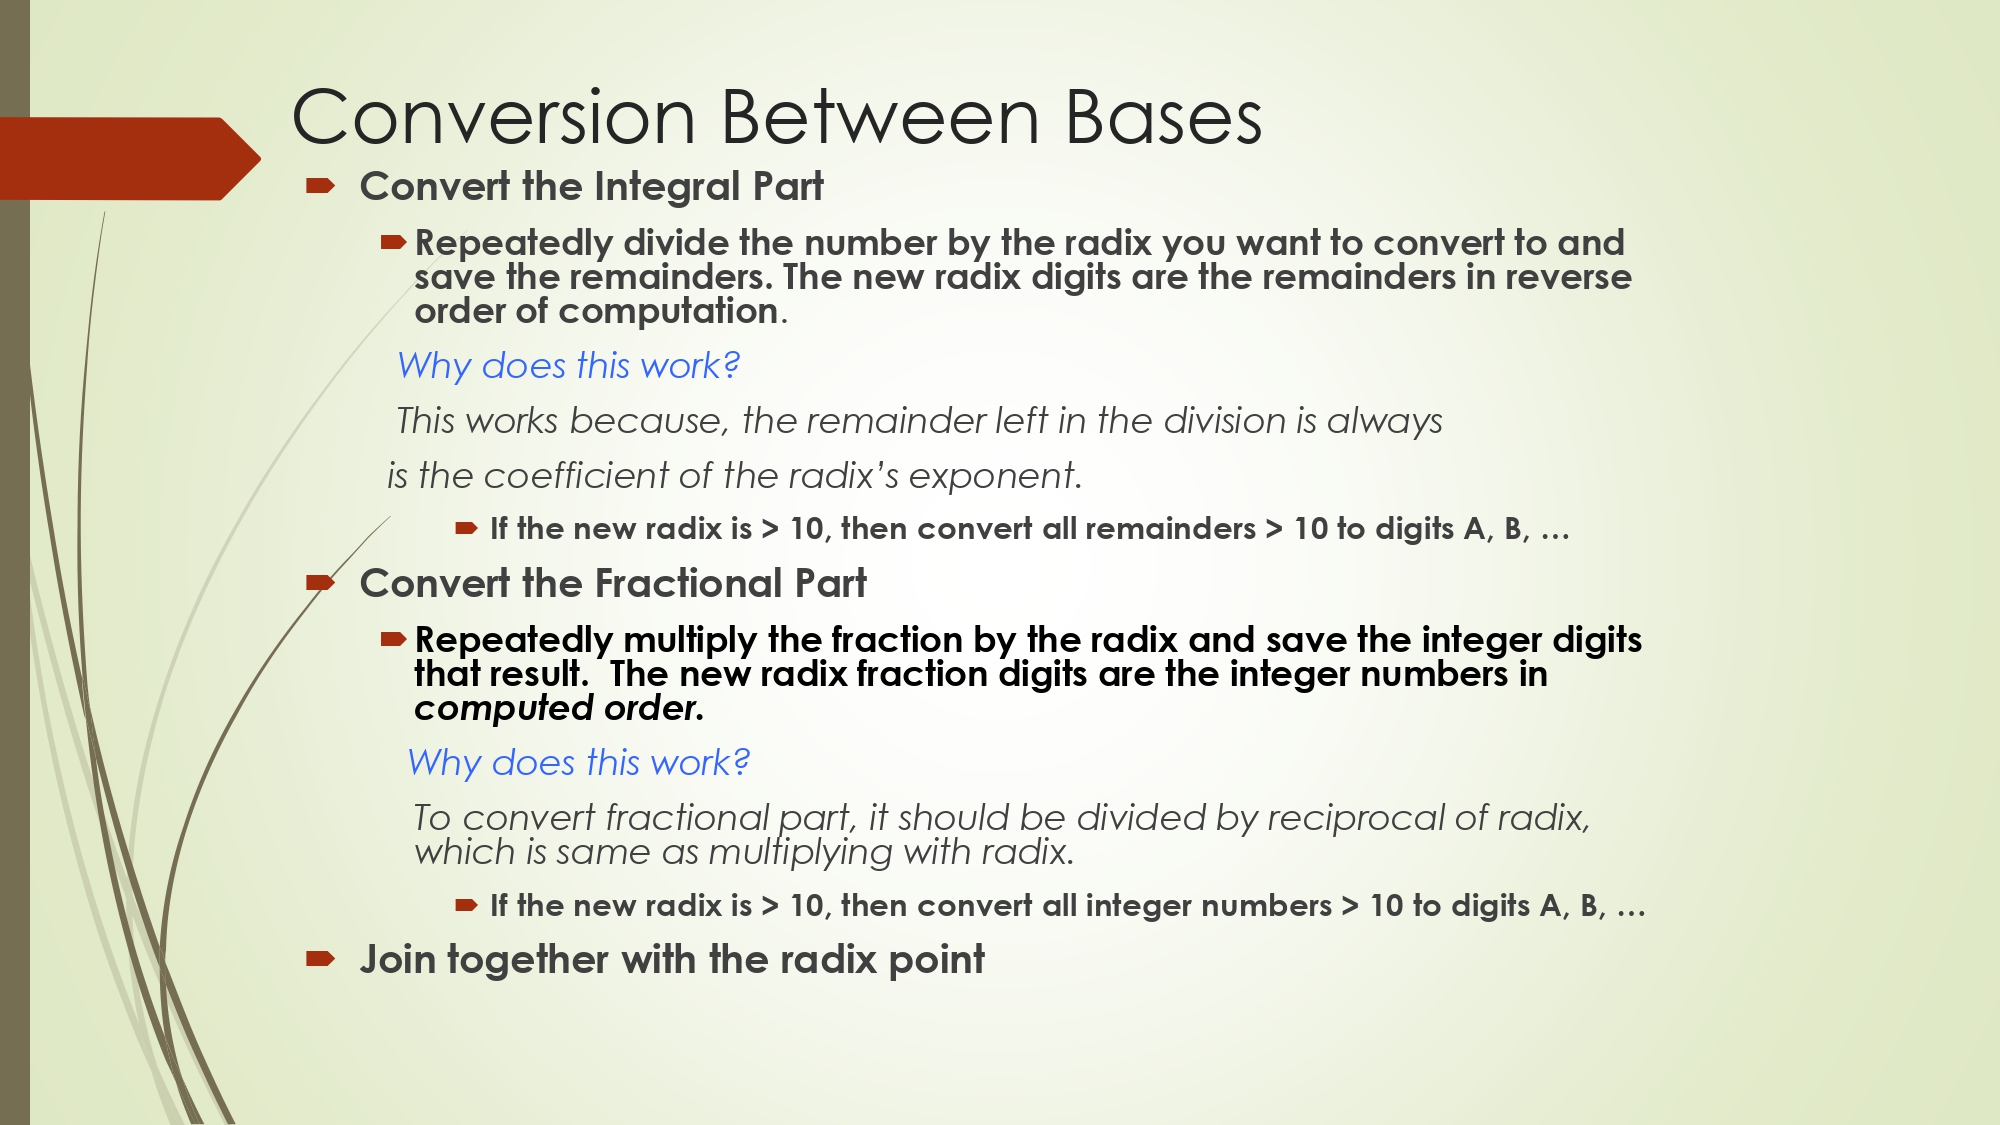 Conversion Between Bases
Convert the Integral Part
Repeatedly divide the number by the radix you want to convert to and
save the remainders. The new radix digits are the remainders in reverse
order of computation.
Why does this work?
This works because, the remainder left in the division is always
is the coefficient of the radix’s exponent.
If the new radix is > 10, then convert all remainders > 10 to digits A, B, …
Convert the Fractional Part
Repeatedly multiply the fraction by the radix and save the integer digits
that result.  The new radix fraction digits are the integer numbers in
computed order.
Why does this work?
To convert fractional part, it should be divided by reciprocal of radix,
which is same as multiplying with radix.
If the new radix is > 10, then convert all integer numbers > 10 to digits A, B, …
Join together with the radix point